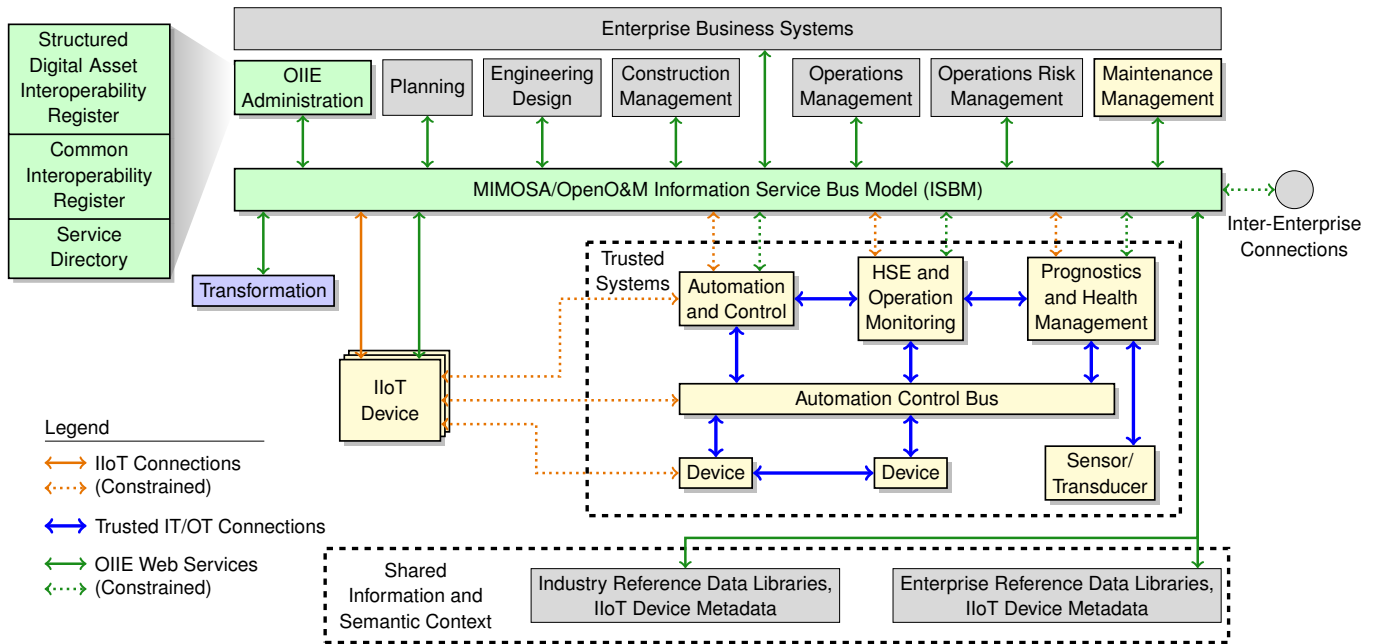 Structured
Digital Asset
Interoperability
Register
Common
Interoperability
Register
Service
Directory
Enterprise Business Systems
OIIE
Administration
Planning
Engineering
Design
Construction
Management
Operations
Management
Operations Risk
Management
Maintenance
Management
MIMOSA/OpenO&M Information Service Bus Model (ISBM)
Inter-Enterprise
Connections
Transformation
Trusted
Systems
Automation
and Control
HSE and
Operation
Monitoring
Prognostics
and Health
Management
IIoT
Device
Automation Control Bus
Device
Device
Sensor/
Transducer
Legend
IIoT Connections
(Constrained)
Trusted IT/OT Connections
OIIE Web Services
(Constrained)
Shared
Information and
Semantic Context
Industry Reference Data Libraries,
IIoT Device Metadata
Enterprise Reference Data Libraries,
IIoT Device Metadata